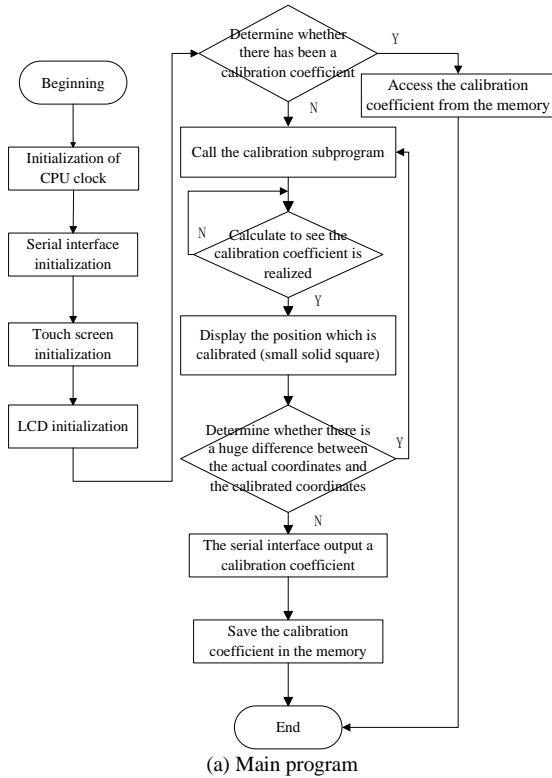 Beginning
Initialization of
CPU clock
Serial interface
initialization
Touch screen
initialization
LCD initialization
Determine whether
there has been a
calibration coefficient
Y
Access the calibration
coefficient from the memory
N
Call the calibration subprogram
N
Calculate to see the
calibration coefficient is
realized
Y
Display the position which is
calibrated (small solid square)
Determine whether there is
a huge difference between
the actual coordinates and
the calibrated coordinates
Y
N
The serial interface output a
calibration coefficient
Save the calibration
coefficient in the memory
End
(a) Main program